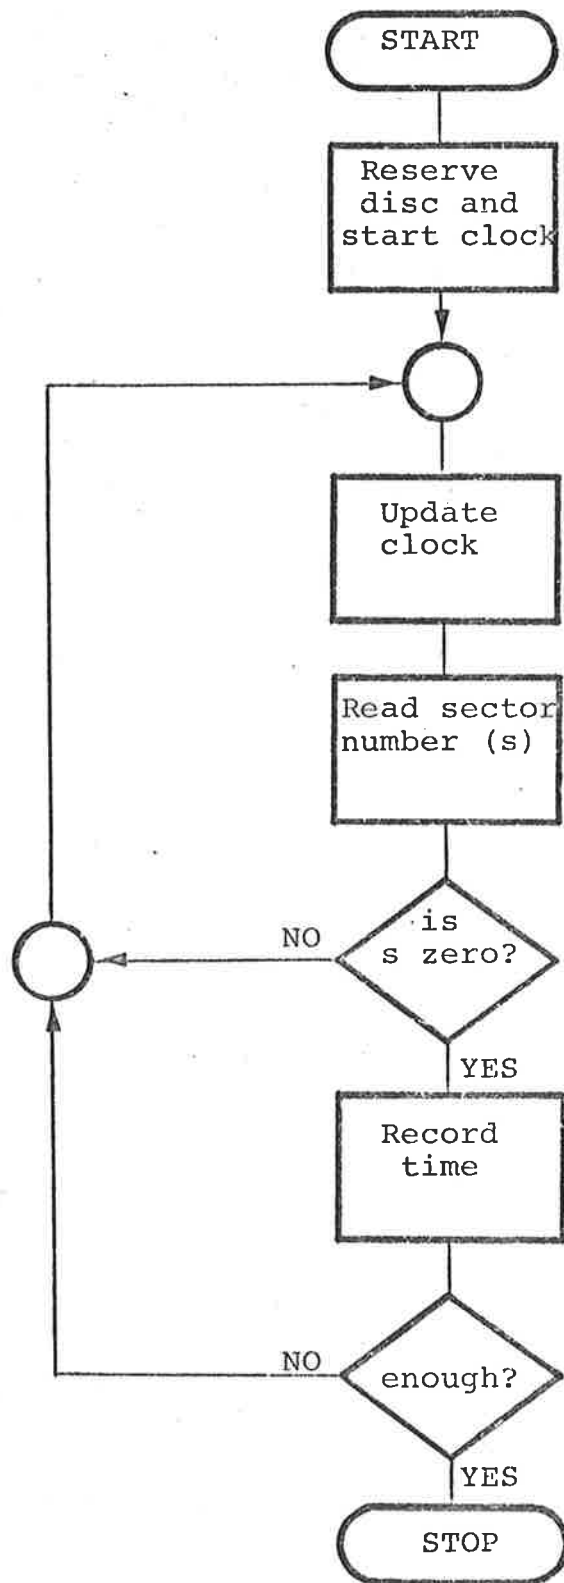 START
Reserve
disc and
start clock
Update
clock
Read sector
number (s)
is
s zero?
NO
YES
Record
time
enough?
NO
YES
STOP